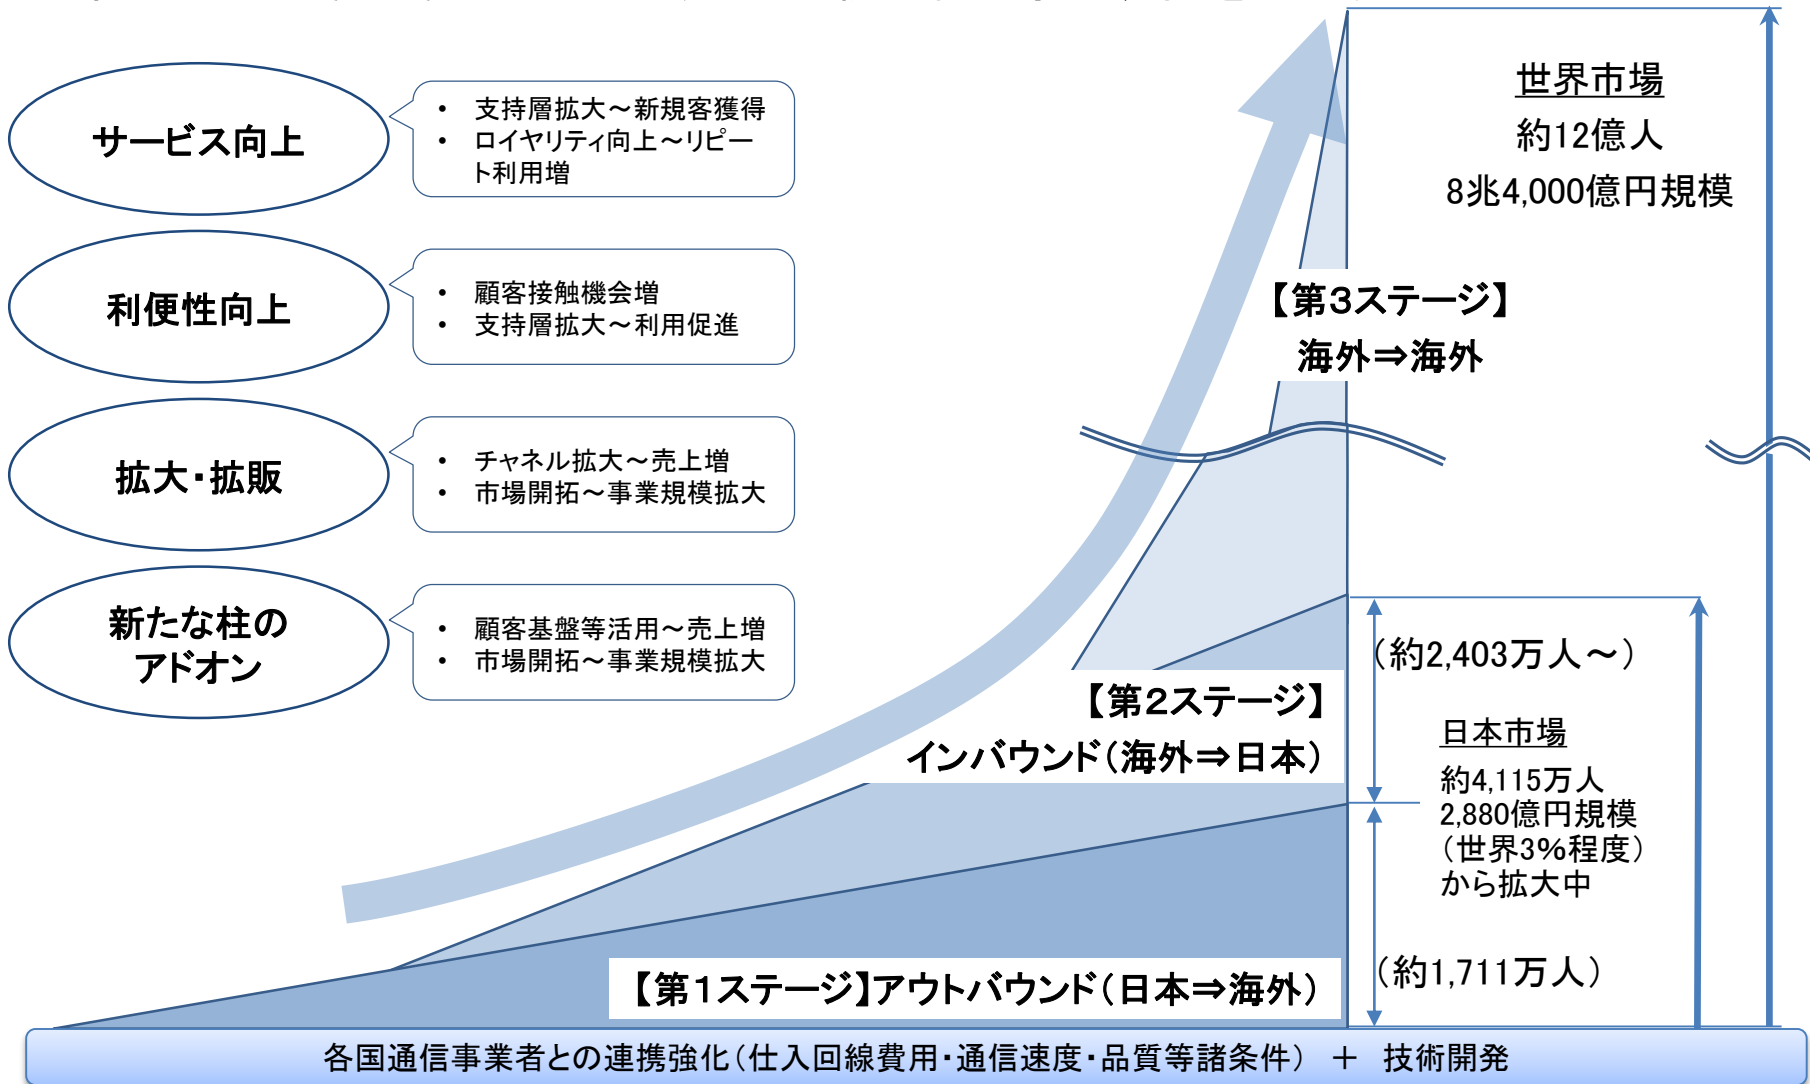 サービス向上
• 支持層拡大～新規客獲得
• ロイヤリティ向上～リピー
ト利用増
利便性向上
• 顧客接触機会増
• 支持層拡大～利用促進
拡大・拡販
• チャネル拡大～売上増
• 市場開拓～事業規模拡大
新たな柱の
アドオン
• 顧客基盤等活用～売上増
• 市場開拓～事業規模拡大
世界市場
約12億人
8兆4,000億円規模
【第３ステージ】
海外⇒海外
【第２ステージ】
インバウンド（海外⇒日本）
（約2,403万人～）
日本市場
約4,115万人
2,880億円規模
（世界3%程度）
から拡大中
【第１ステージ】アウトバウンド（日本⇒海外）
（約1,711万人）
各国通信事業者との連携強化（仕入回線費用・通信速度・品質等諸条件）　＋　技術開発